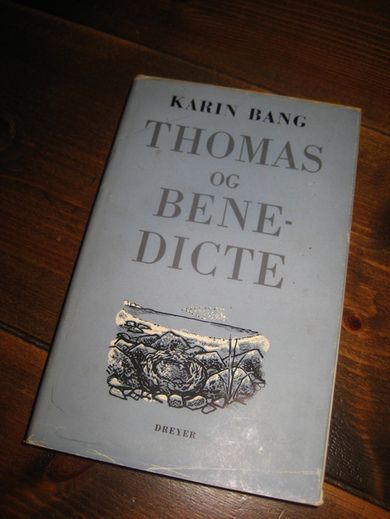 KARIN BANG
THOMAS
OG
BENE-
DICTE
DREYER